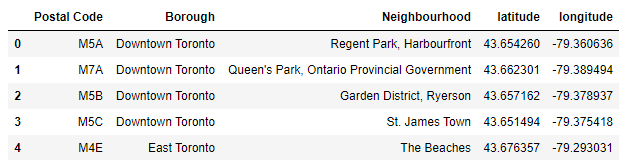 Postal Code Borough Neighbourhood latitude longitude
0 M5A Downtown Toronto Regent Park, Harbourfront 43.654260 -79.360636
1 M7A Downtown Toronto Queen's Park, Ontario Provincial Government 43.662301 -79.389494
2 M5B Downtown Toronto Garden District, Ryerson 43.657162 -79.378937
3 M5C Downtown Toronto St. James Town 43.651494 -79.375418
4 M4E East Toronto The Beaches 43.676357 -79.293031